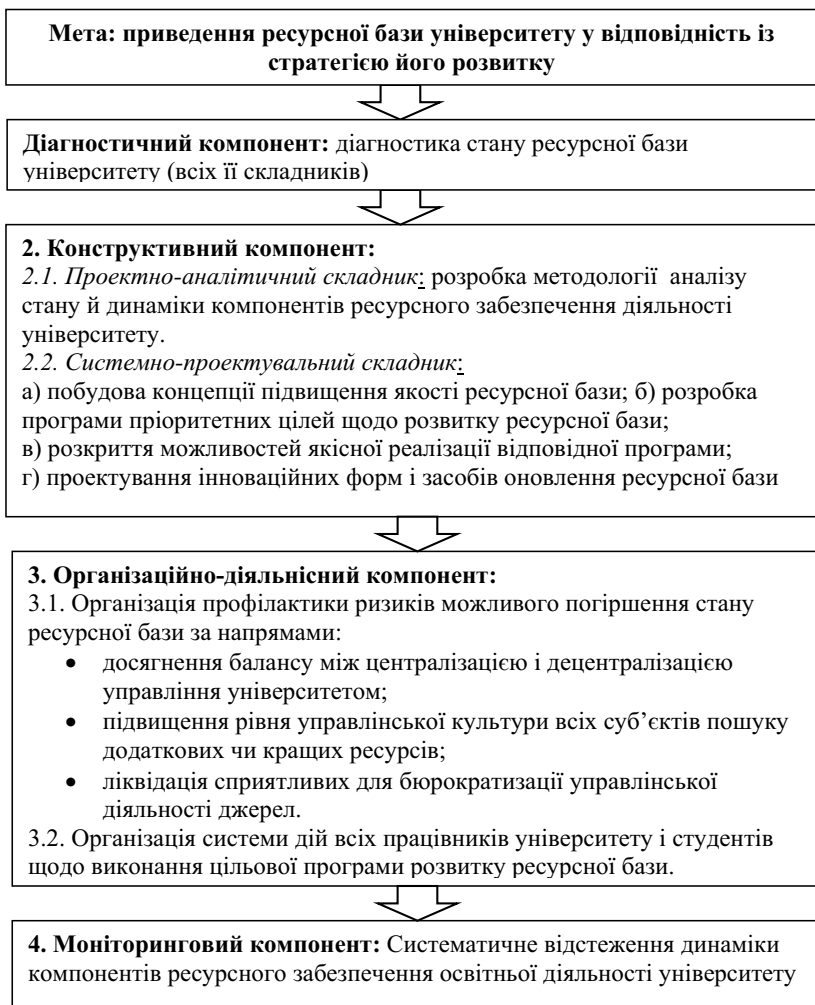 Мета: приведення ресурсної бази університету у відповідність із
стратегією його розвитку
Діагностичний компонент: діагностика стану ресурсної бази
університету (всіх її складників)
2. Конструктивний компонент:
2.1. Проектно-аналітичний складник: розробка методології аналізу
стану й динаміки компонентів ресурсного забезпечення діяльності
університету.
2.2. Системно-проектувальний складник:
а) побудова концепції підвищення якості ресурсної бази; б) розробка
програми пріоритетних цілей щодо розвитку ресурсної бази;
в) розкриття можливостей якісної реалізації відповідної програми;
г) проектування інноваційних форм і засобів оновлення ресурсної бази
3. Організаційно-діяльнісний компонент:
3.1. Організація профілактики ризиків можливого погіршення стану
ресурсної бази за напрямами:
• досягнення балансу між централізацією і децентралізацією
управління університетом;
• підвищення рівня управлінської культури всіх суб’єктів пошуку
додаткових чи кращих ресурсів;
• ліквідація сприятливих для бюрократизації управлінської
діяльності джерел.
3.2. Організація системи дій всіх працівників університету і студентів
щодо виконання цільової програми розвитку ресурсної бази.
4. Моніторинговий компонент: Систематичне відстеження динаміки
компонентів ресурсного забезпечення освітньої діяльності університету